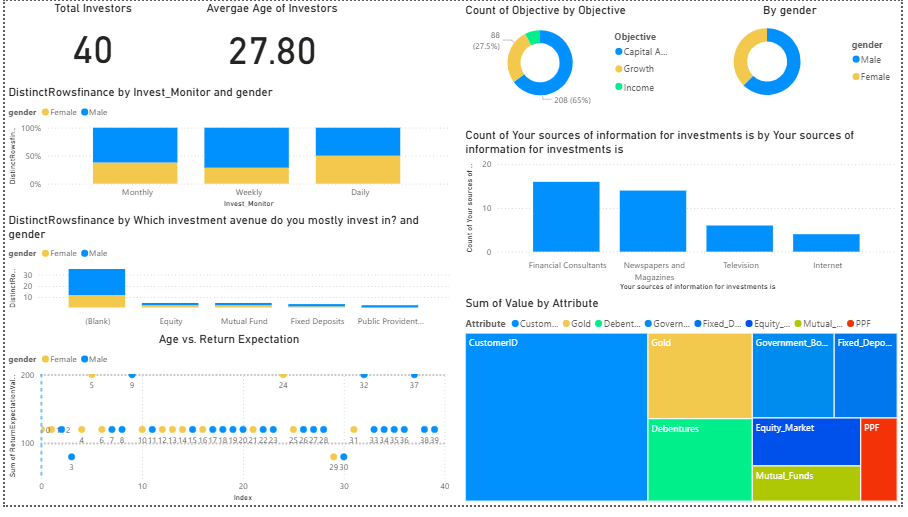 Total Investors
40
Avergae Age of Investors
27.80
DistinctRowsfinance by Invest_Monitor and gender
gender Female Male
DistinctRowsfin...
100%
50%
0%
Monthly Weekly Daily
Invest_Monitor
DistinctRowsfinance by Which investment avenue do you mostly invest in? and
gender
gender Female Male
DistinctRo...
30
20
10
(Blank) Equity Mutual Fund Fixed Deposits Public Provident...
Age vs. Return Expectation
gender Female Male
Sum of ReturnExpectationVal...
200
100
5 9 24 32 37
0 1 2 4 6 7 8 10 11 12 13 14 15 16 17 18 19 20 21 22 23 25 26 27 28 31 33 34 35 36 38 39
3 29 30
0 10 20 30 40
Index
Count of Objective by Objective
88
(27.5%)
208 (65%)
Objective
Capital A...
Growth
Income
By gender
gender
Male
Female
Count of Your sources of information for investments is by Your sources of
information for investments is
Count of Your sources of ...
20
10
0
Financial Consultants Newspapers and Television Internet
Magazines
Your sources of information for investments is
Sum of Value by Attribute
Attribute Custom... Gold Debent... Govern... Fixed_D... Equity_... Mutual_... PPF
CustomerID
Gold
Government_Bo...
Fixed_Depo...
Debentures
Equity_Market
PPF
Mutual_Funds